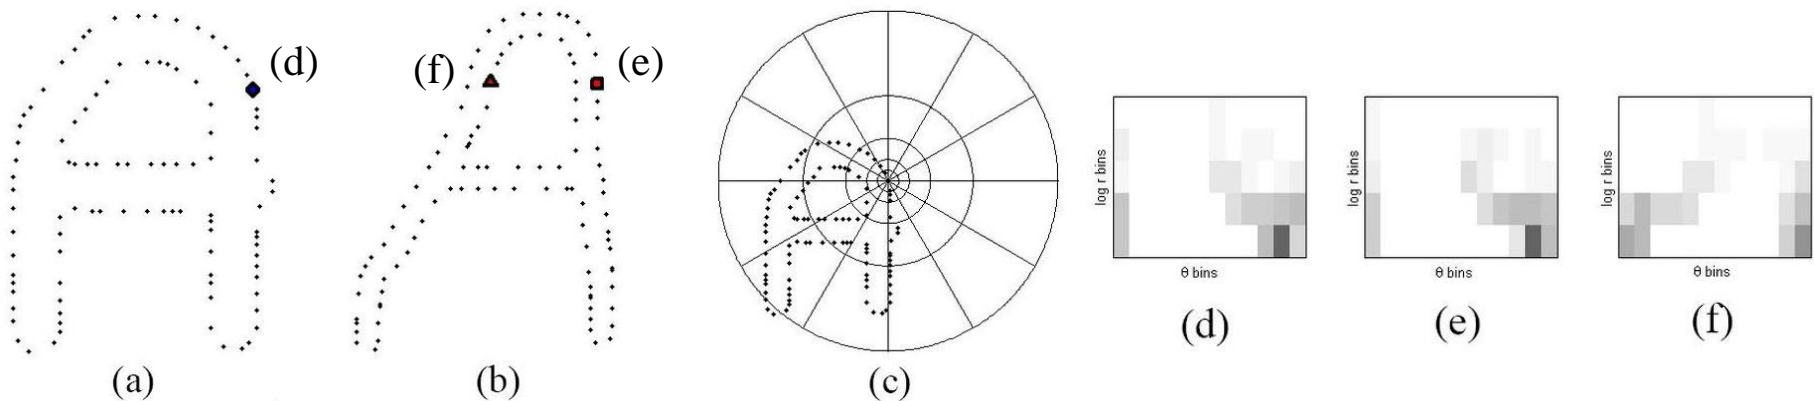 (d)
(f)
(e)
log r bins
θ bins
log r bins
θ bins
log r bins
θ bins
(a)
(b)
(c)
(d)
(e)
(f)